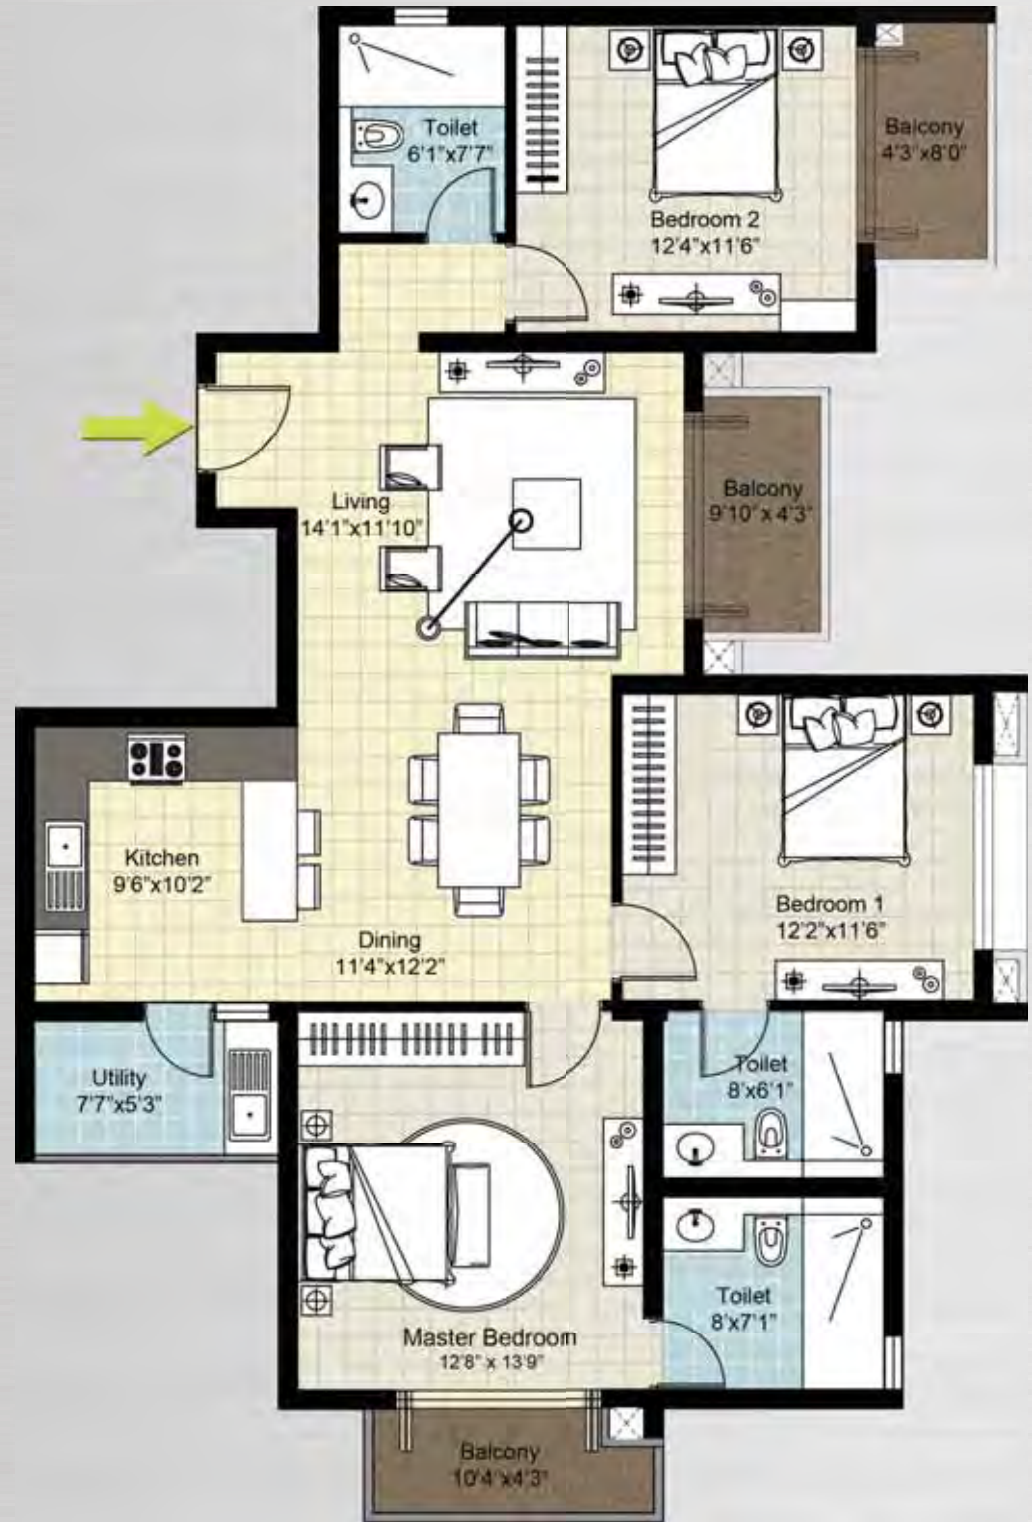 Toilet
6'1"x7'7"
Bedroom 2
12'4"x11'6"
Balcony
4'3"x8'0"
Living
14'1"x11'10"
Balcony
9'10" x 4'3"
Kitchen
9'6"x10'2"
Dining
11'4"x12'2"
Bedroom 1
12'2"x11'6"
Utility
7'7"x5'3"
Toilet
8'x6'1"
Toilet
8'x7'1"
Master Bedroom
12'8" x 13'9"
Balcony
10'4"x4'3"